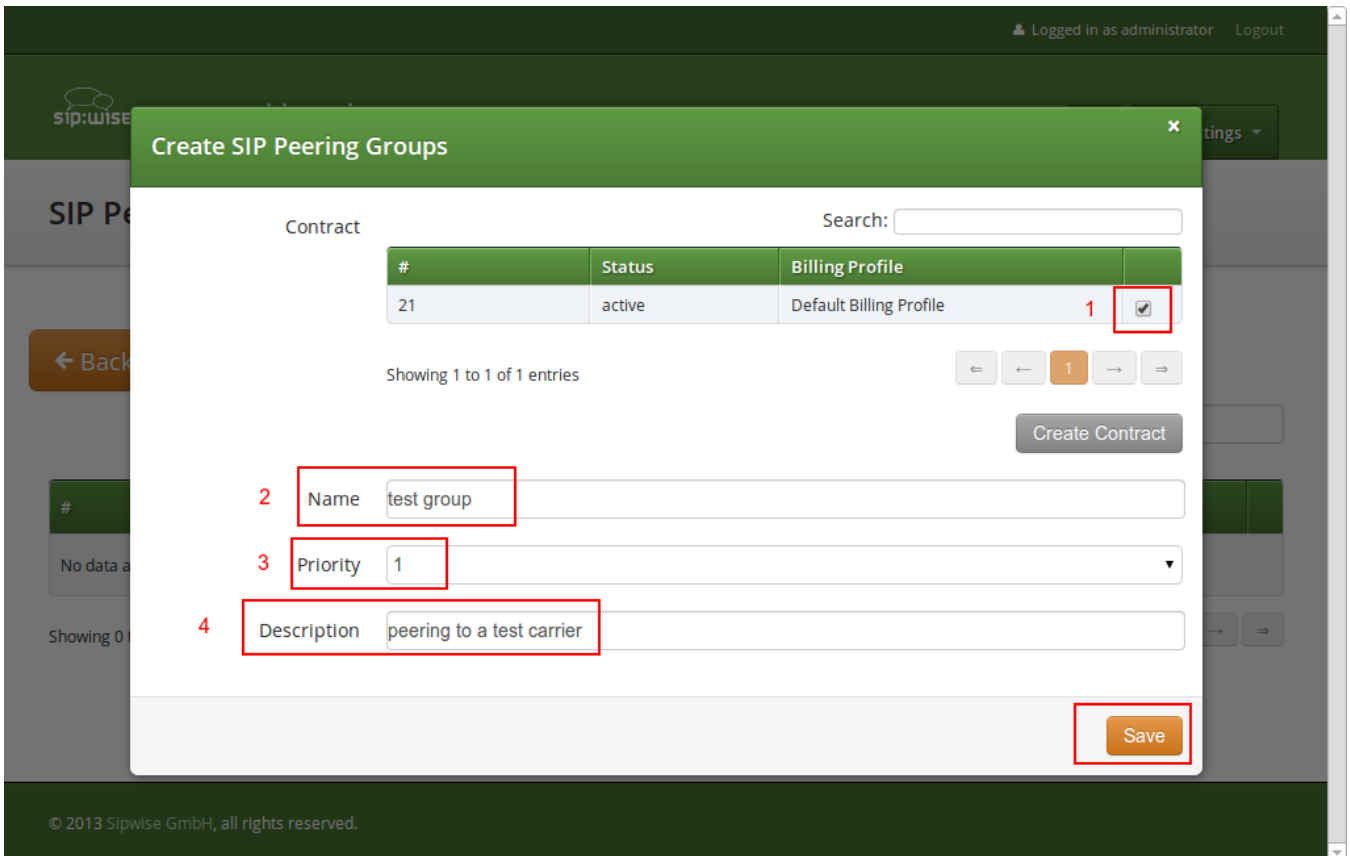 Logged in as administrator Logout
sip:wise
tings
Create SIP Peering Groups ×
SIP Pe
Contract
Search:
# Status Billing Profile
21 active Default Billing Profile 1
← Back
Showing 1 to 1 of 1 entries
⇐ ← 1 → ⇒
Create Contract
2 Name test group
#
3 Priority 1
No data a
4 Description peering to a test carrier
Showing 0 t
→ ⇒
Save
© 2013 Sipwise GmbH, all rights reserved.